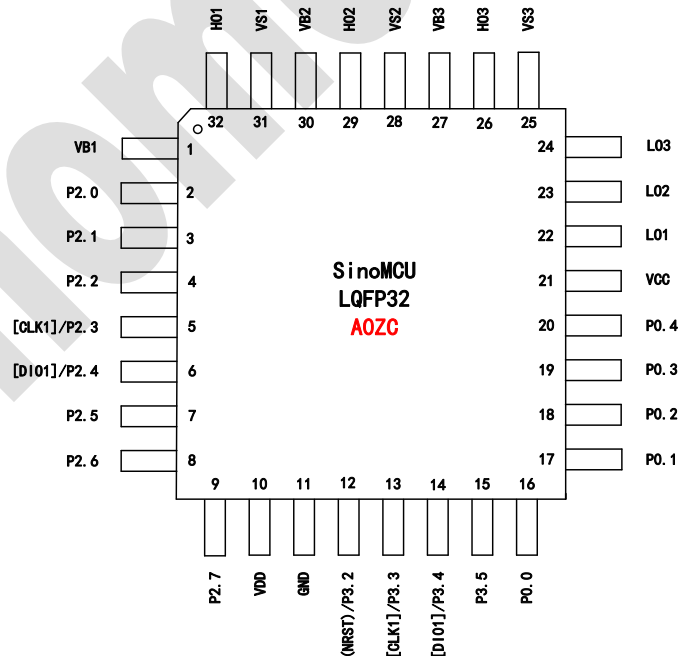 HO1 VS1 VB2 HO2 VS2 VB3 HO3 VS3
32 31 30 29 28 27 26 25
VB1 1 24 LO3
P2.0 2 23 LO2
P2.1 3 22 LO1
P2.2 4 21 VCC
[CLK1]/P2.3 5 20 P0.4
[DIO1]/P2.4 6 19 P0.3
P2.5 7 18 P0.2
P2.6 8 17 P0.1
SinoMCU
LQFP32
AOZC
9 10 11 12 13 14 15 16
P2.7 VDD GND (NRST)/P3.2 [CLK1]/P3.3 [DIO1]/P3.4 P3.5 P0.0